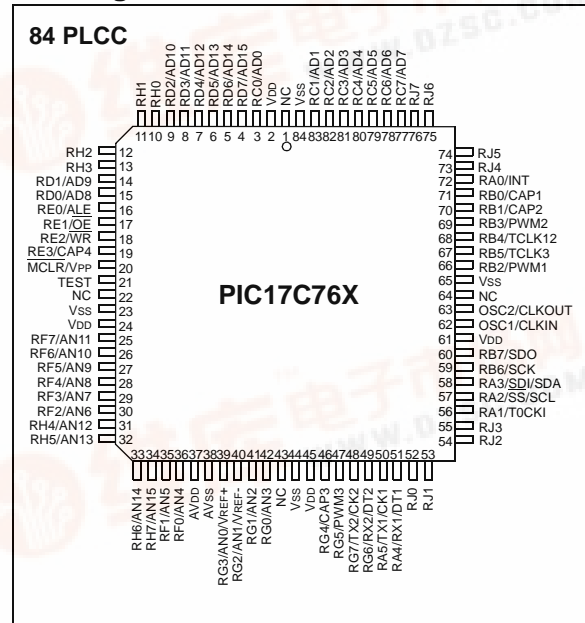 84 PLCC
RH1
RH0
RD2/AD10
RD3/AD11
RD4/AD12
RD5/AD13
RD6/AD14
RD7/AD15
RC0/AD0
VDD
NC
VSS
RC1/AD1
RC2/AD2
RC3/AD3
RC4/AD4
RC5/AD5
RC6/AD6
RC7/AD7
RJ7
RJ6
11 10 9 8 7 6 5 4 3 2 1 84 83 82 81 80 79 78 77 76 75
RH2 12
RH3 13
RD1/AD9 14
RD0/AD8 15
RE0/ALE 16
RE1/OE 17
RE2/WR 18
RE3/CAP4 19
MCLR/VPP 20
TEST 21
NC 22
VSS 23
VDD 24
RF7/AN11 25
RF6/AN10 26
RF5/AN9 27
RF4/AN8 28
RF3/AN7 29
RF2/AN6 30
RH4/AN12 31
RH5/AN13 32
PIC17C76X
74 RJ5
73 RJ4
72 RA0/INT
71 RB0/CAP1
70 RB1/CAP2
69 RB3/PWM2
68 RB4/TCLK12
67 RB5/TCLK3
66 RB2/PWM1
65 VSS
64 NC
63 OSC2/CLKOUT
62 OSC1/CLKIN
61 VDD
60 RB7/SDO
59 RB6/SCK
58 RA3/SDI/SDA
57 RA2/SS/SCL
56 RA1/T0CKI
55 RJ3
54 RJ2
33 34 35 36 37 38 39 40 41 42 43 44 45 46 47 48 49 50 51 52 53
RH6/AN14
RH7/AN15
RF1/AN5
RF0/AN4
AVDD
AVSS
RG3/AN0/VREF+
RG2/AN1/VREF-
RG1/AN2
RG0/AN3
NC
VSS
VDD
RG4/CAP3
RG5/PWM3
RG7/TX2/CK2
RG6/RX2/DT2
RA5/TX1/CK1
RA4/RX1/DT1
RJ0
RJ1